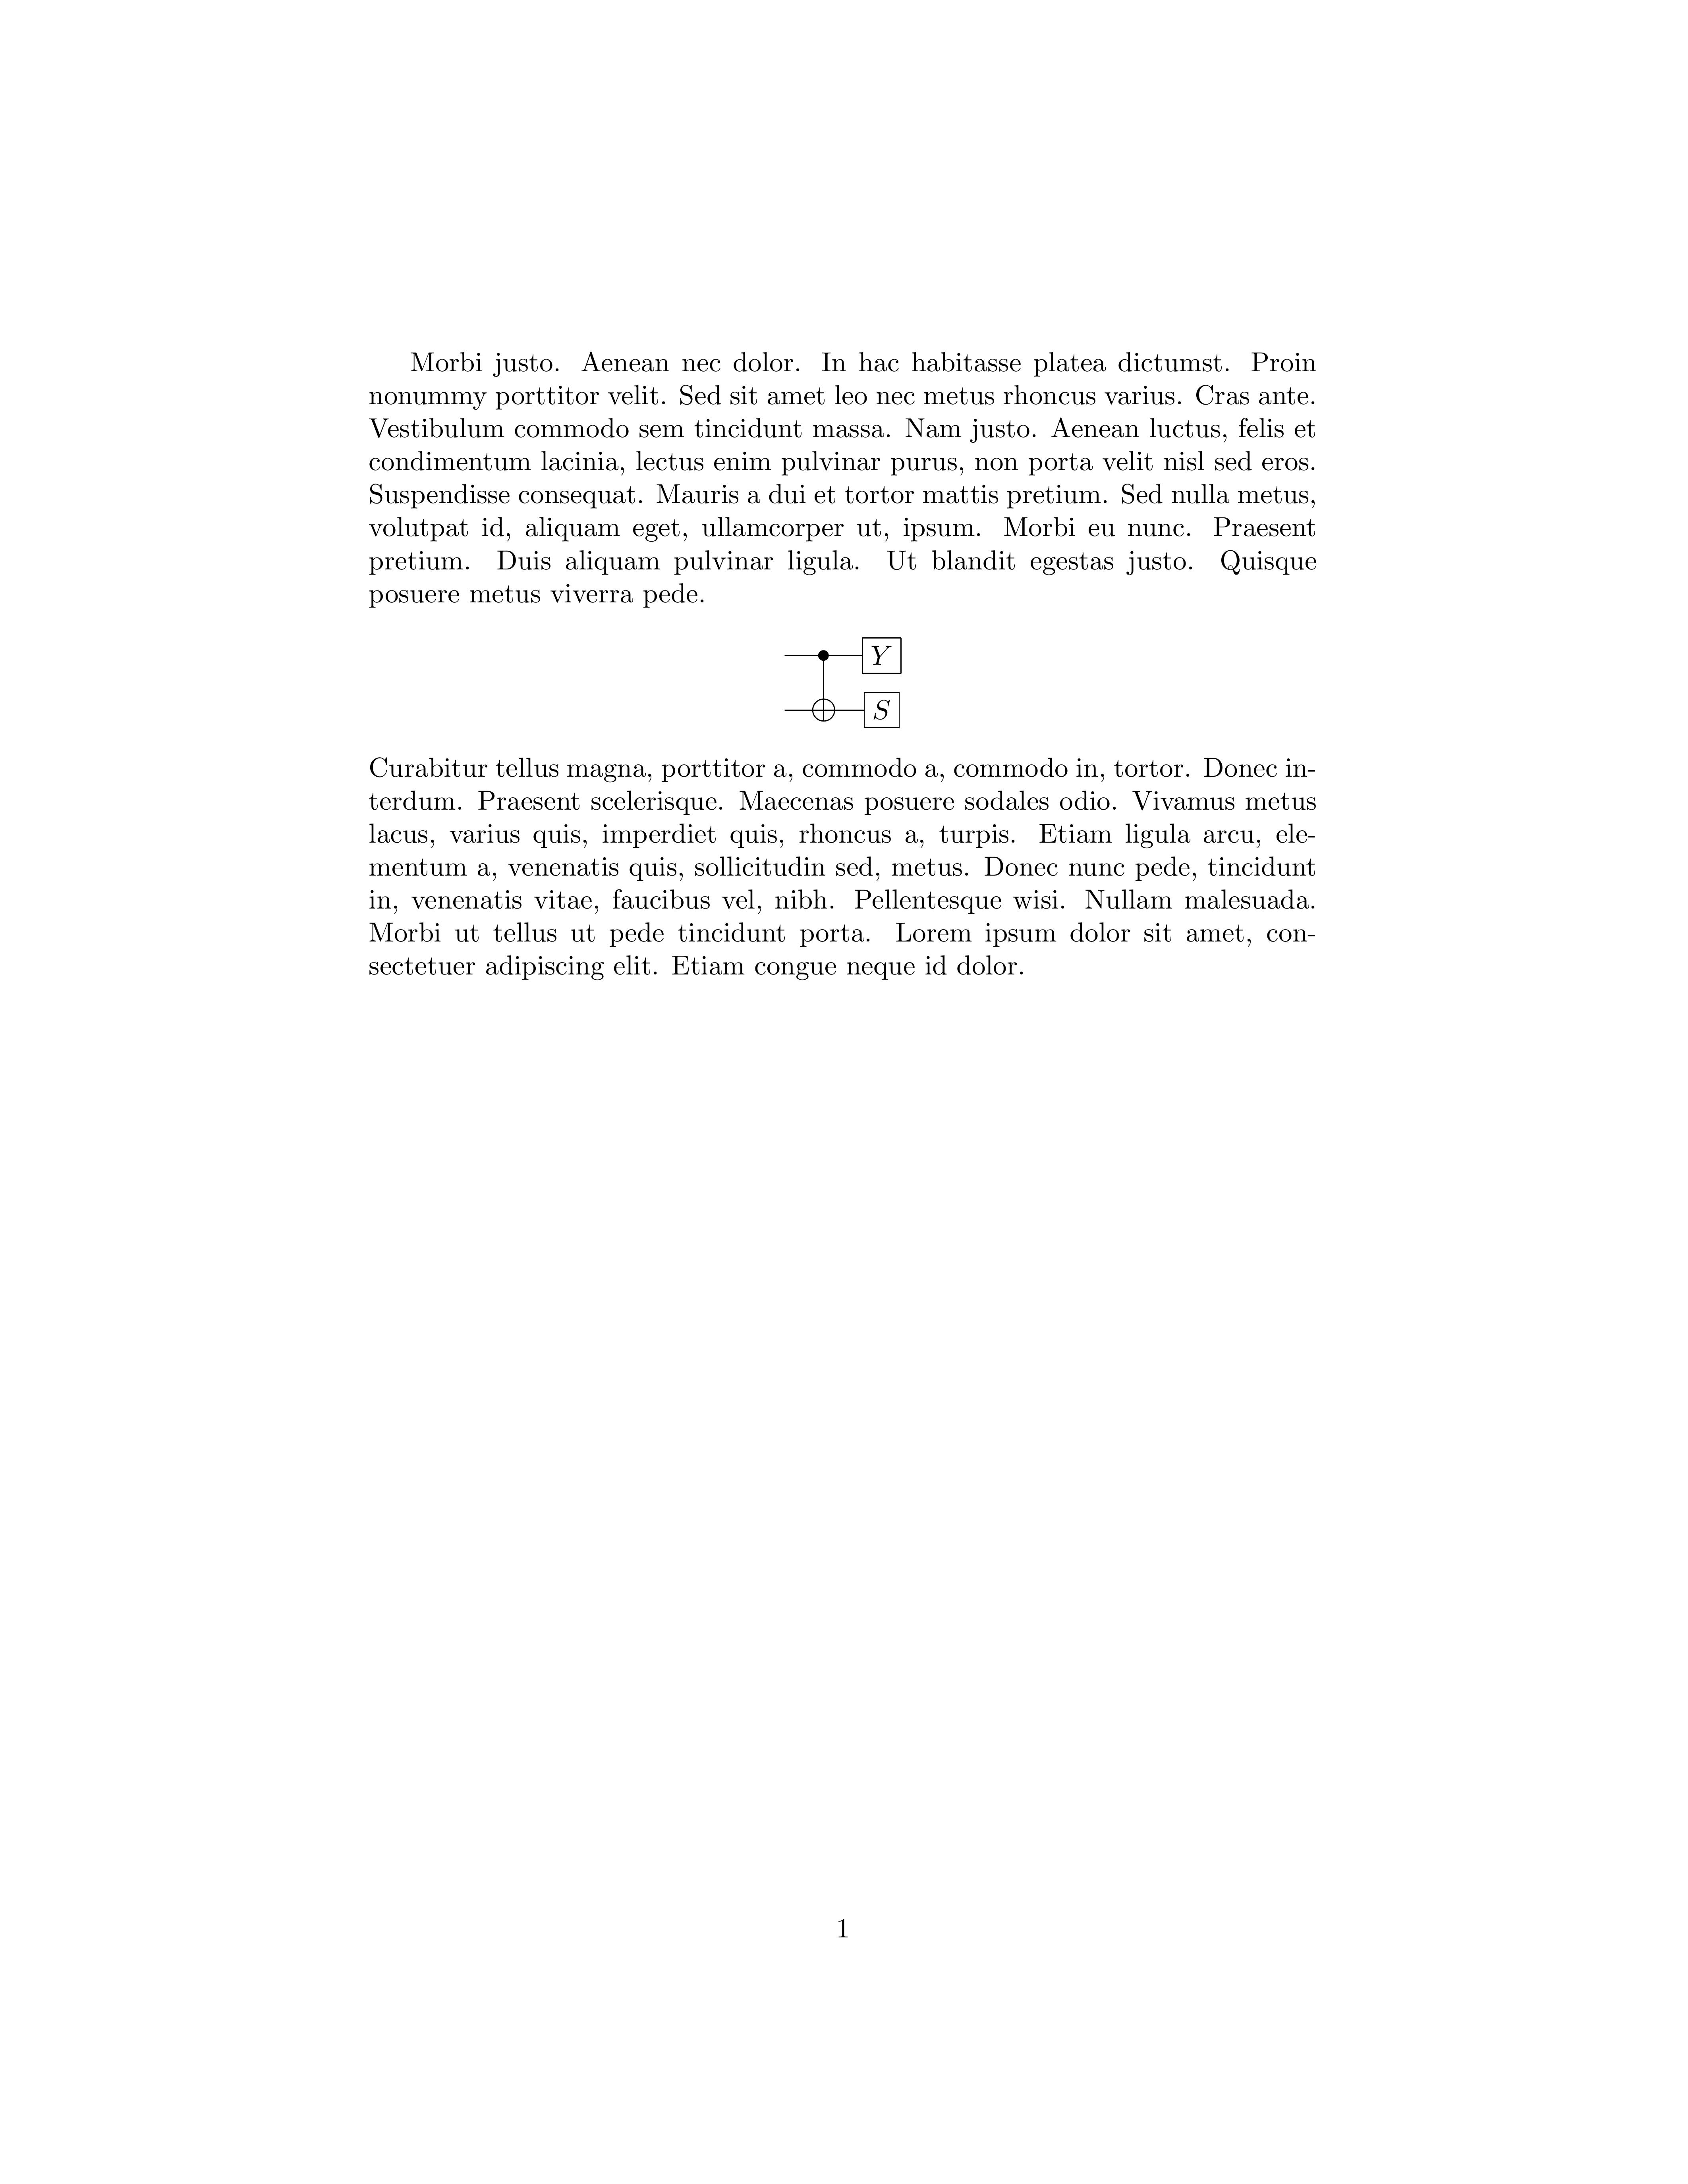 Morbi justo. Aenean nec dolor. In hac habitasse platea dictumst. Proin
nonummy porttitor velit. Sed sit amet leo nec metus rhoncus varius. Cras ante.
Vestibulum commodo sem tincidunt massa. Nam justo. Aenean luctus, felis et
condimentum lacinia, lectus enim pulvinar purus, non porta velit nisl sed eros.
Suspendisse consequat. Mauris a dui et tortor mattis pretium. Sed nulla metus,
volutpat id, aliquam eget, ullamcorper ut, ipsum. Morbi eu nunc. Praesent
pretium. Duis aliquam pulvinar ligula. Ut blandit egestas justo. Quisque
posuere metus viverra pede.
Y
S
Curabitur tellus magna, porttitor a, commodo a, commodo in, tortor. Donec in-
terdum. Praesent scelerisque. Maecenas posuere sodales odio. Vivamus metus
lacus, varius quis, imperdiet quis, rhoncus a, turpis. Etiam ligula arcu, ele-
mentum a, venenatis quis, sollicitudin sed, metus. Donec nunc pede, tincidunt
in, venenatis vitae, faucibus vel, nibh. Pellentesque wisi. Nullam malesuada.
Morbi ut tellus ut pede tincidunt porta. Lorem ipsum dolor sit amet, con-
sectetuer adipiscing elit. Etiam congue neque id dolor.
1